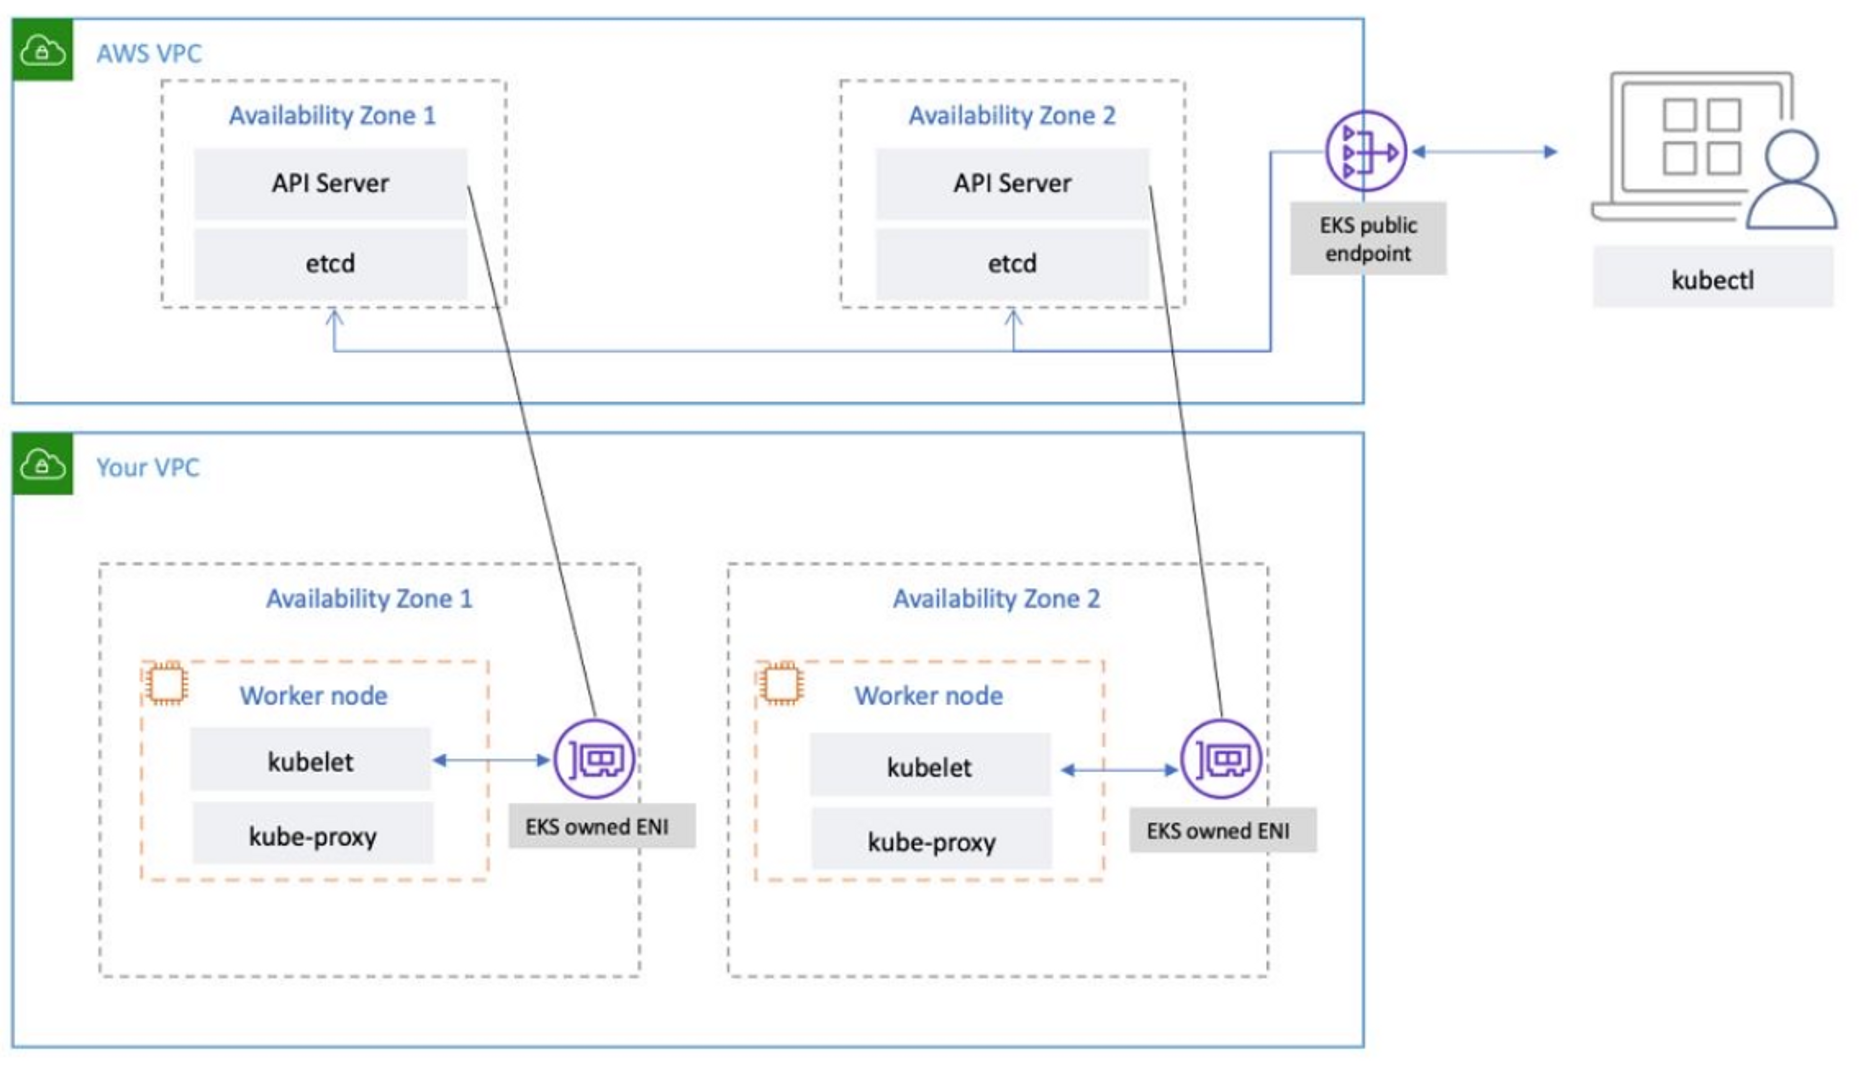 AWS VPC
Availability Zone 1
API Server
etcd
Availability Zone 2
API Server
etcd
EKS public
endpoint
kubectl
Your VPC
Availability Zone 1
Worker node
kubelet
kube-proxy
EKS owned ENI
Availability Zone 2
Worker node
kubelet
kube-proxy
EKS owned ENI